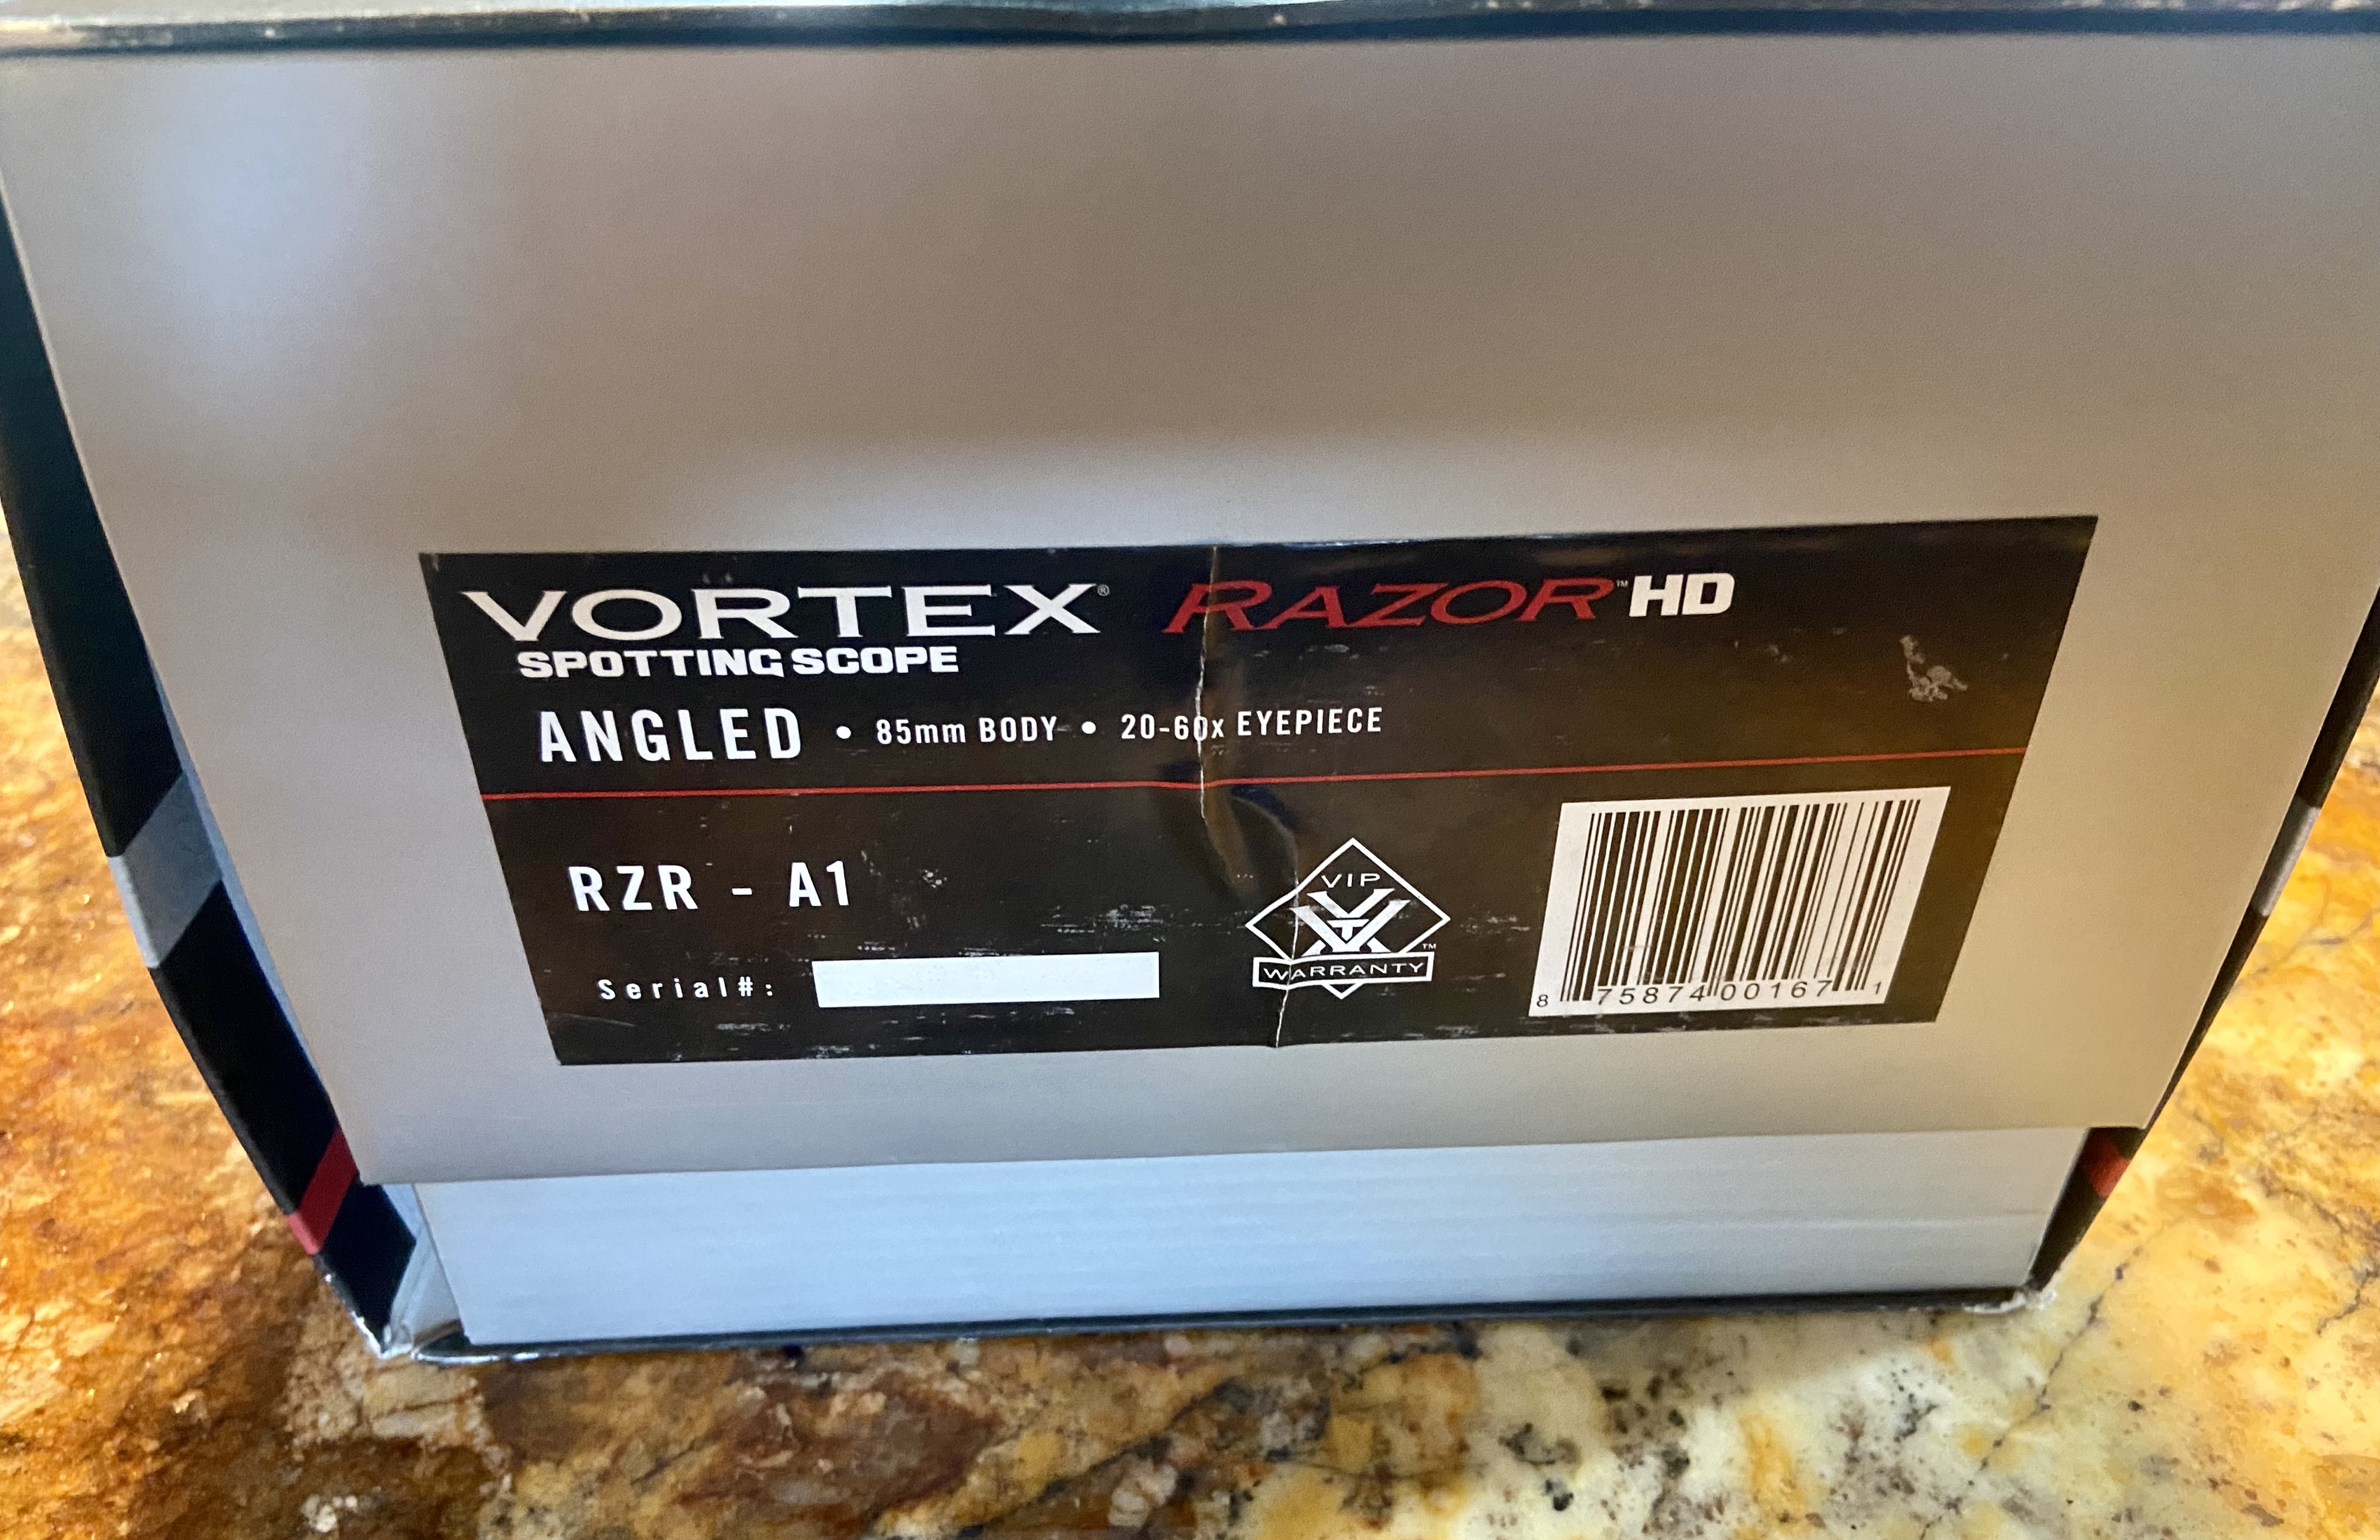 VORTEX® RAZOR™ HD
SPOTTING SCOPE
ANGLED • 85mm BODY • 20-60x EYEPIECE
RZR - A1
VIP
WARRANTY™
Serial#:
8 75874 00167 1